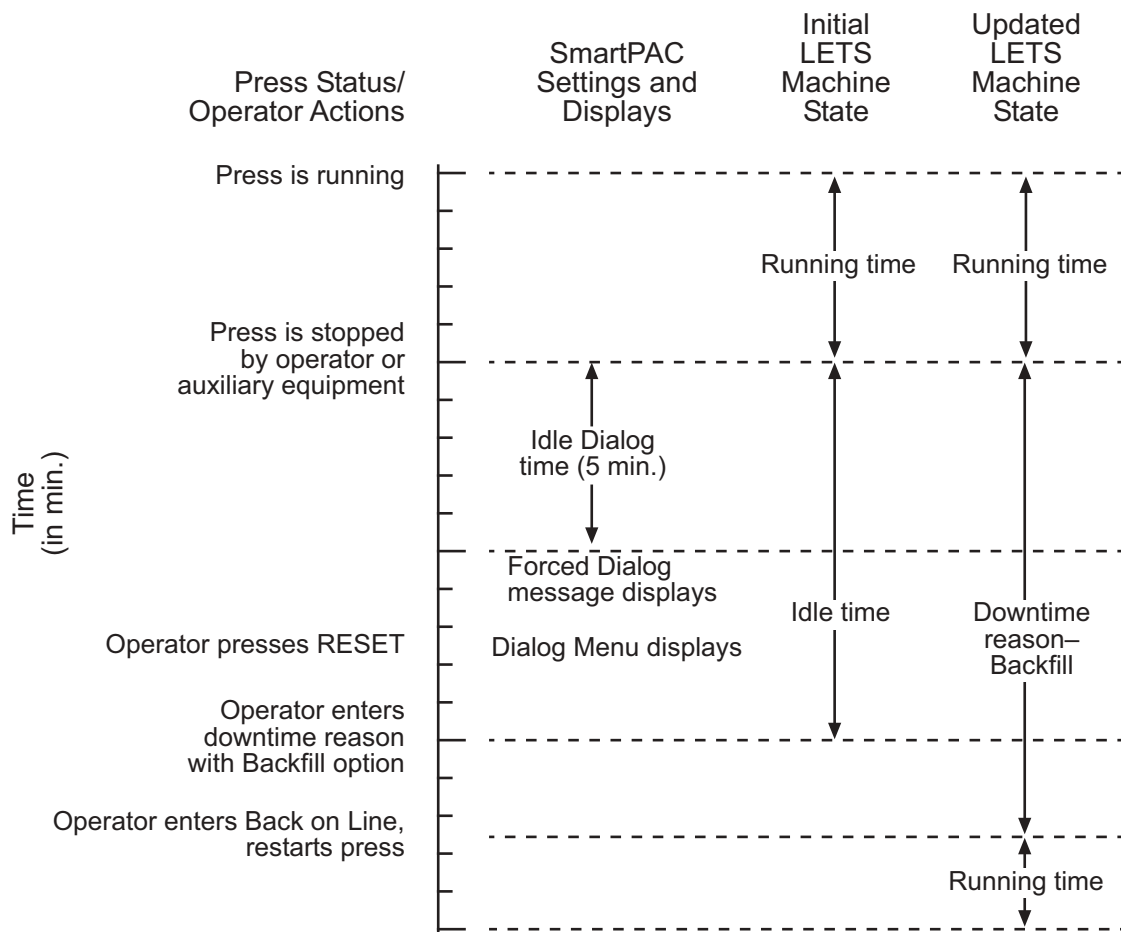 Press Status/
Operator Actions
SmartPAC
Settings and
Displays
Initial
LETS
Machine
State
Updated
LETS
Machine
State
Press is running
Running time
Running time
Press is stopped
by operator or
auxiliary equipment
Idle Dialog
time (5 min.)
Time
(in min.)
Forced Dialog
message displays
Idle time
Downtime
reason–
Backfill
Operator presses RESET
Dialog Menu displays
Operator enters
downtime reason
with Backfill option
Operator enters Back on Line,
restarts press
Running time